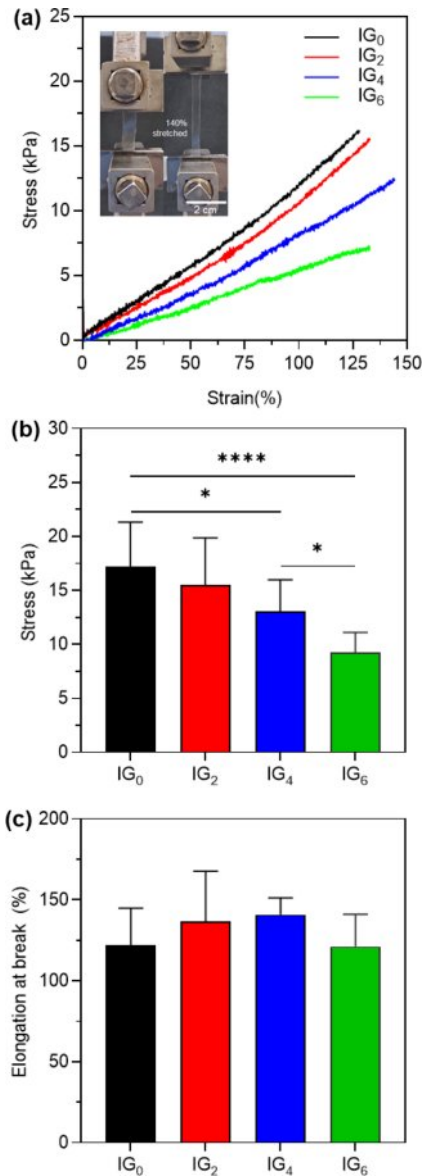 (a)
25
20
15
10
5
0
Stress (kPa)
140%
stretched
2 cm
IG₀
IG₂
IG₄
IG₆
0 25 50 75 100 125 150
Strain(%)
(b)
30
25
20
15
10
5
0
Stress (kPa)
****
*
*
IG₀ IG₂ IG₄ IG₆
(c)
200
150
100
50
0
Elongation at break (%)
IG₀ IG₂ IG₄ IG₆